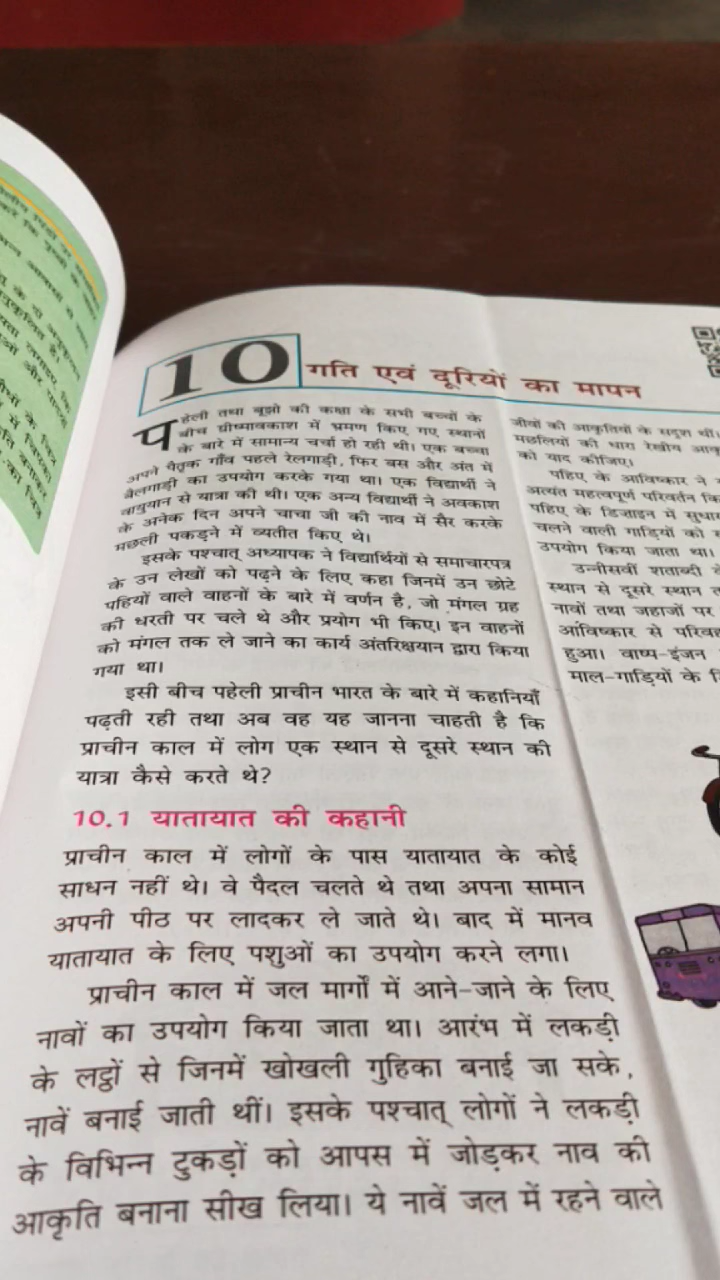 10 गति एवं दूरियों का मापन
पहेली तथा बूझो की कक्षा के सभी बच्चों के
बीच ग्रीष्मावकाश में भ्रमण किए गए स्थानों
के बारे में सामान्य चर्चा हो रही थी। एक बच्चा
अपने पैतृक गाँव पहले रेलगाड़ी, फिर बस और अंत में
बैलगाड़ी का उपयोग करके गया था। एक विद्यार्थी ने
वायुयान से यात्रा की थी। एक अन्य विद्यार्थी ने अवकाश
के अनेक दिन अपने चाचा जी की नाव में सैर करके
मछली पकड़ने में व्यतीत किए थे।
इसके पश्चात् अध्यापक ने विद्यार्थियों से समाचारपत्र
के उन लेखों को पढ़ने के लिए कहा जिनमें उन छोटे
पहियों वाले वाहनों के बारे में वर्णन है, जो मंगल ग्रह
की धरती पर चले थे और प्रयोग भी किए। इन वाहनों
को मंगल तक ले जाने का कार्य अंतरिक्षयान द्वारा किया
गया था।
इसी बीच पहेली प्राचीन भारत के बारे में कहानियाँ
पढ़ती रही तथा अब वह यह जानना चाहती है कि
प्राचीन काल में लोग एक स्थान से दूसरे स्थान की
यात्रा कैसे करते थे?
10.1 यातायात की कहानी
प्राचीन काल में लोगों के पास यातायात के कोई
साधन नहीं थे। वे पैदल चलते थे तथा अपना सामान
अपनी पीठ पर लादकर ले जाते थे। बाद में मानव
यातायात के लिए पशुओं का उपयोग करने लगा।
प्राचीन काल में जल मार्गों में आने-जाने के लिए
नावों का उपयोग किया जाता था। आरंभ में लकड़ी
के लट्ठों से जिनमें खोखली गुहिका बनाई जा सके,
नावें बनाई जाती थीं। इसके पश्चात् लोगों ने लकड़ी
के विभिन्न टुकड़ों को आपस में जोड़कर नाव की
आकृति बनाना सीख लिया। ये नावें जल में रहने वाले
जीवों की आकृतियों के सदृश थीं।
मछलियों की धारा रेखीय
को याद कीजिए।
पहिए के आविष्कार ने
अत्यंत महत्वपूर्ण परिवर्तन
पहिए के डिज़ाइन में
चलने वाली गाड़ियों को
उपयोग किया जाता था।
उन्नीसवीं शताब्दी
स्थान से दूसरे स्थान
नावों तथा जहाजों पर
आविष्कार से
हुआ। वाष्प-इंजन
माल-गाड़ियों के